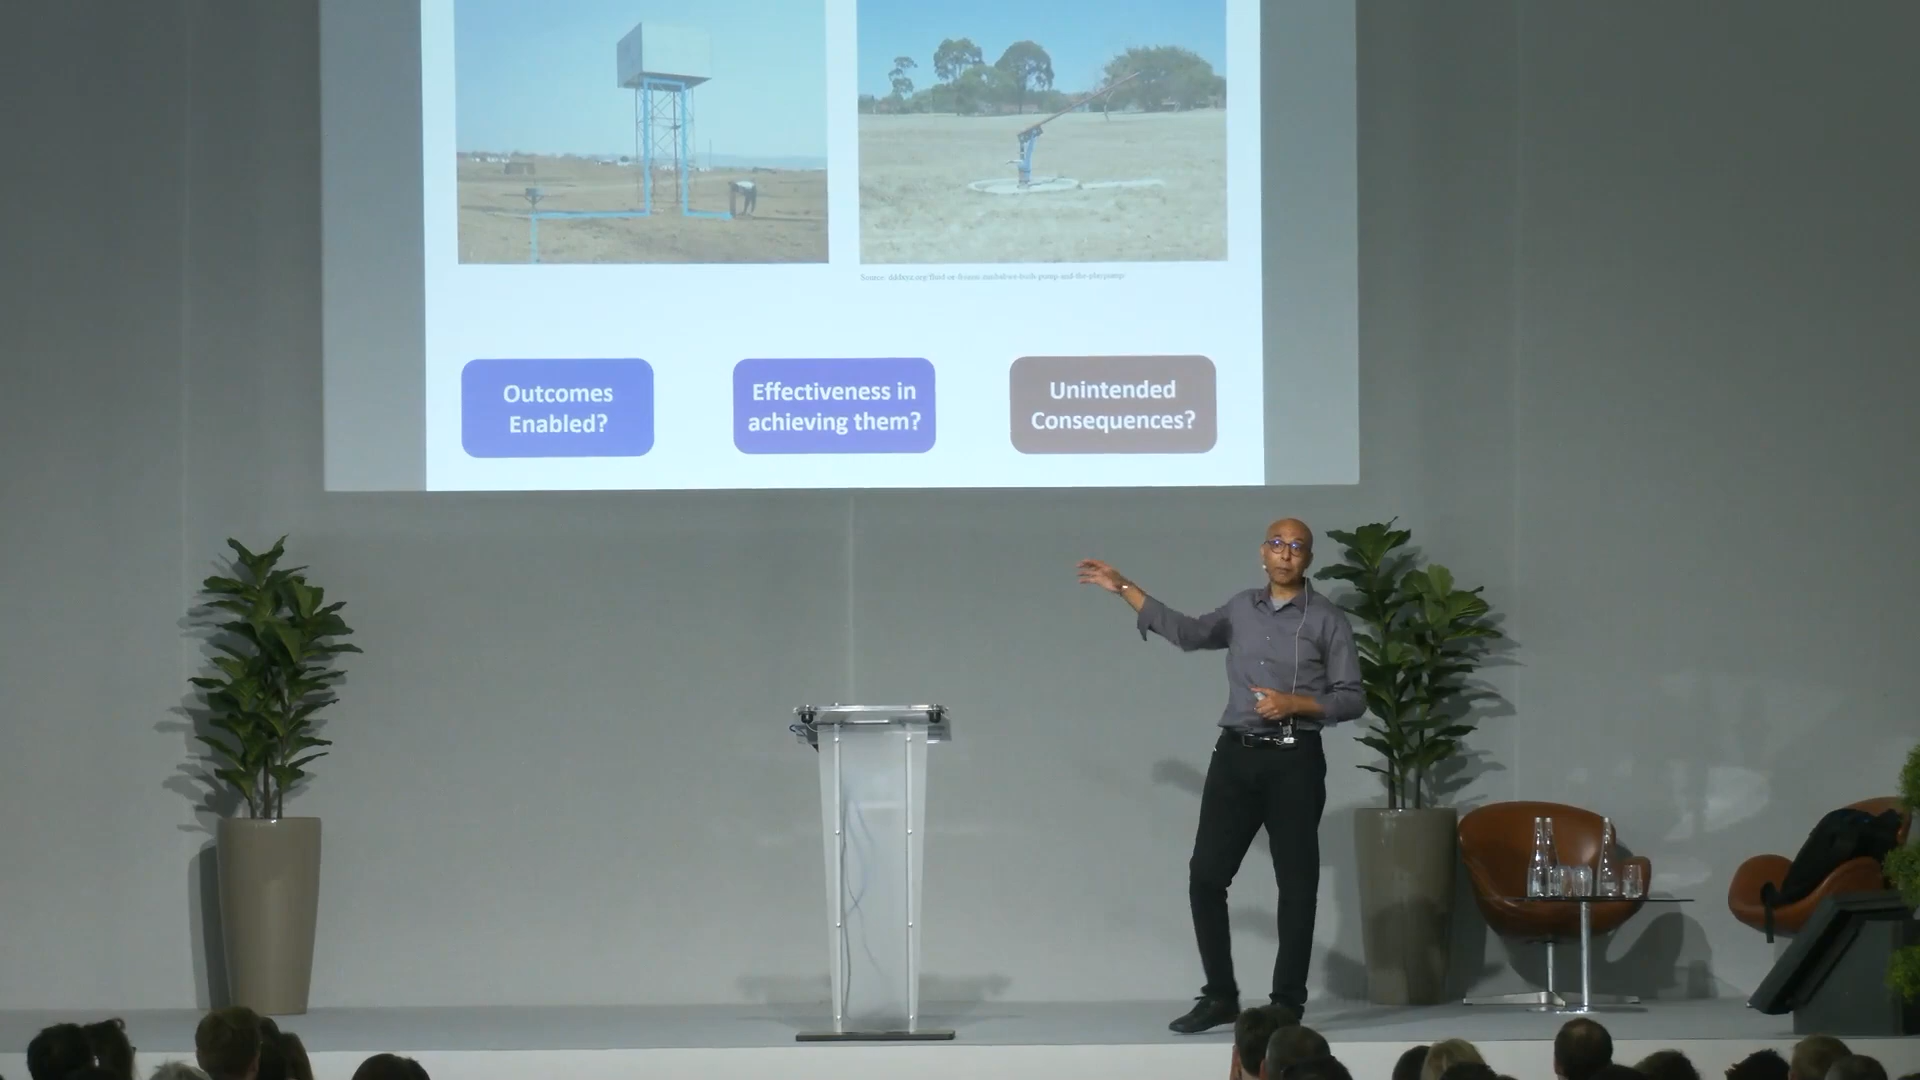 Outcomes
Enabled?
Effectiveness in
achieving them?
Unintended
Consequences?